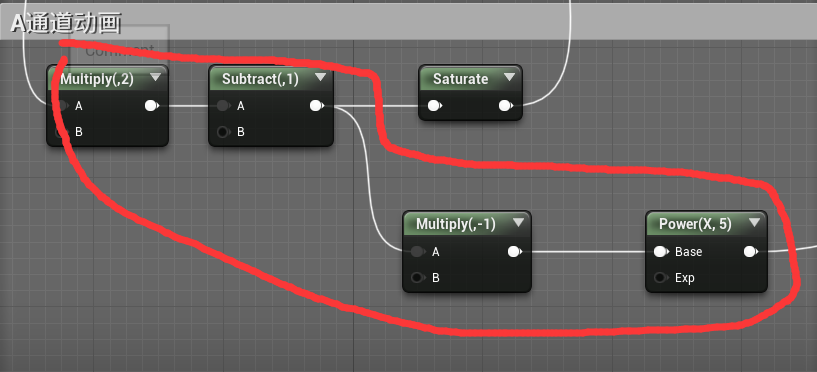 A通道动画
Comment
Multiply(,2)
Subtract(,1)
Saturate
A
A
B
B
Multiply(,-1)
Power(X, 5)
A
Base
B
Exp